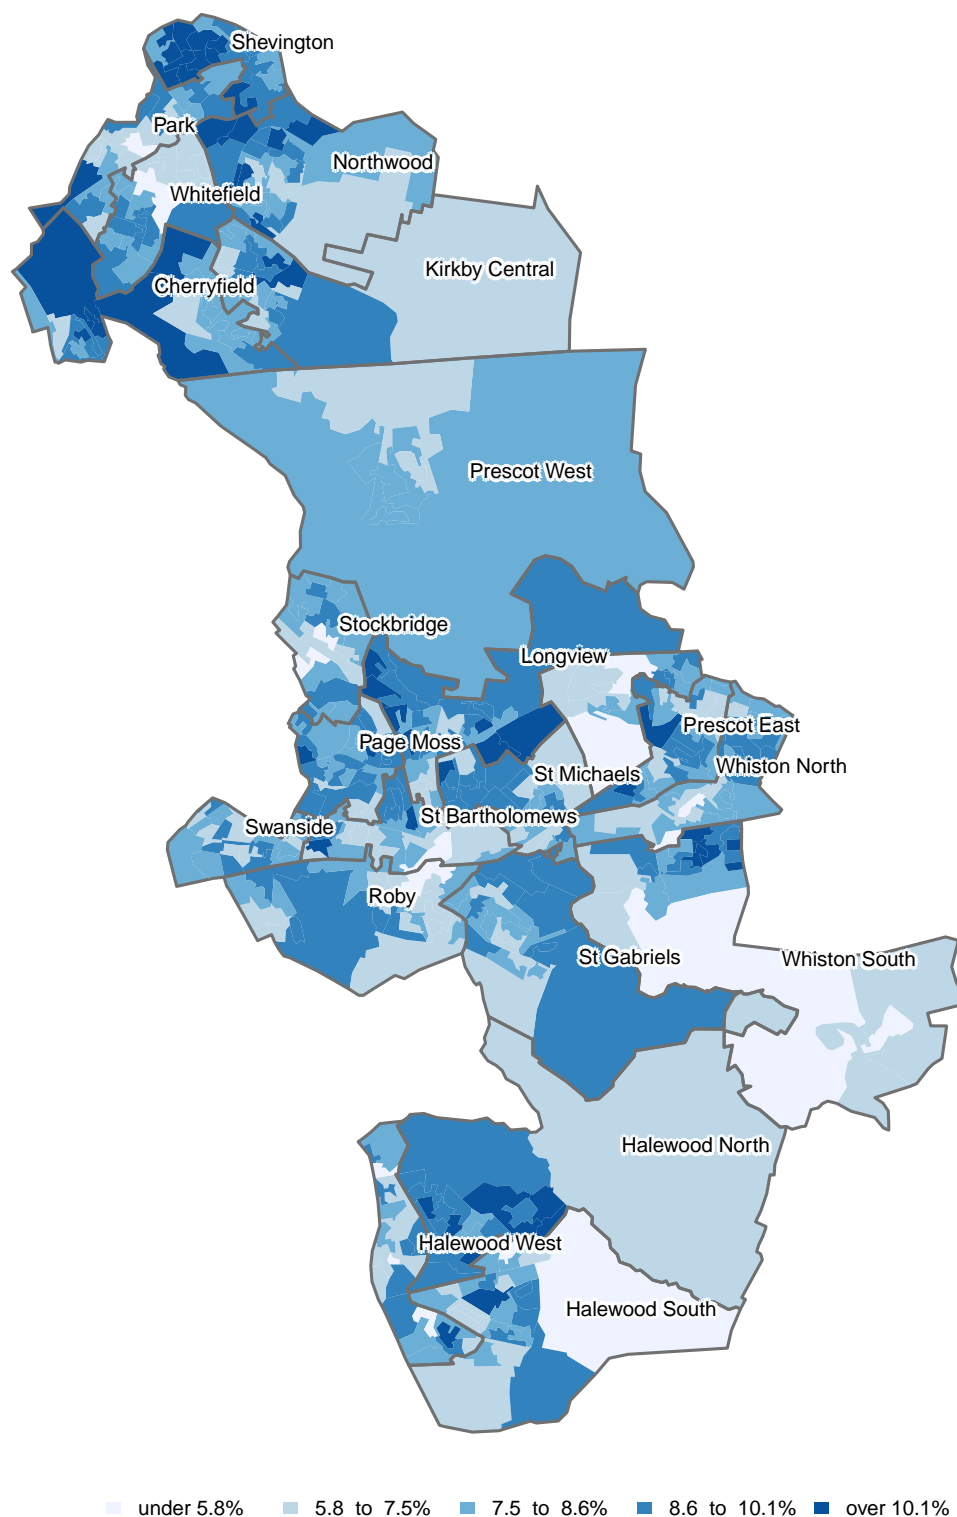 Shevington
Park
Northwood
Whitefield
Kirkby Central
Cherryfield
Prescot West
Stockbridge
Longview
Prescot East
Page Moss
Whiston North
St Michaels
St Bartholomews
Swanside
Roby
St Gabriels
Whiston South
Halewood North
Halewood West
Halewood South
under 5.8%
5.8 to 7.5%
7.5 to 8.6%
8.6 to 10.1%
over 10.1%